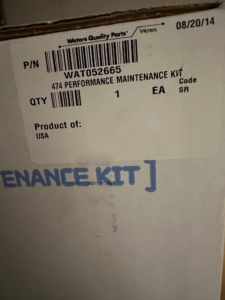 Waters Quality Parts Waters
08/20/14
P/N
WAT052665
474 PERFORMANCE MAINTENANCE KIT
QTY 1 EA Code
SR
Product of:
USA
ENANCE KIT]